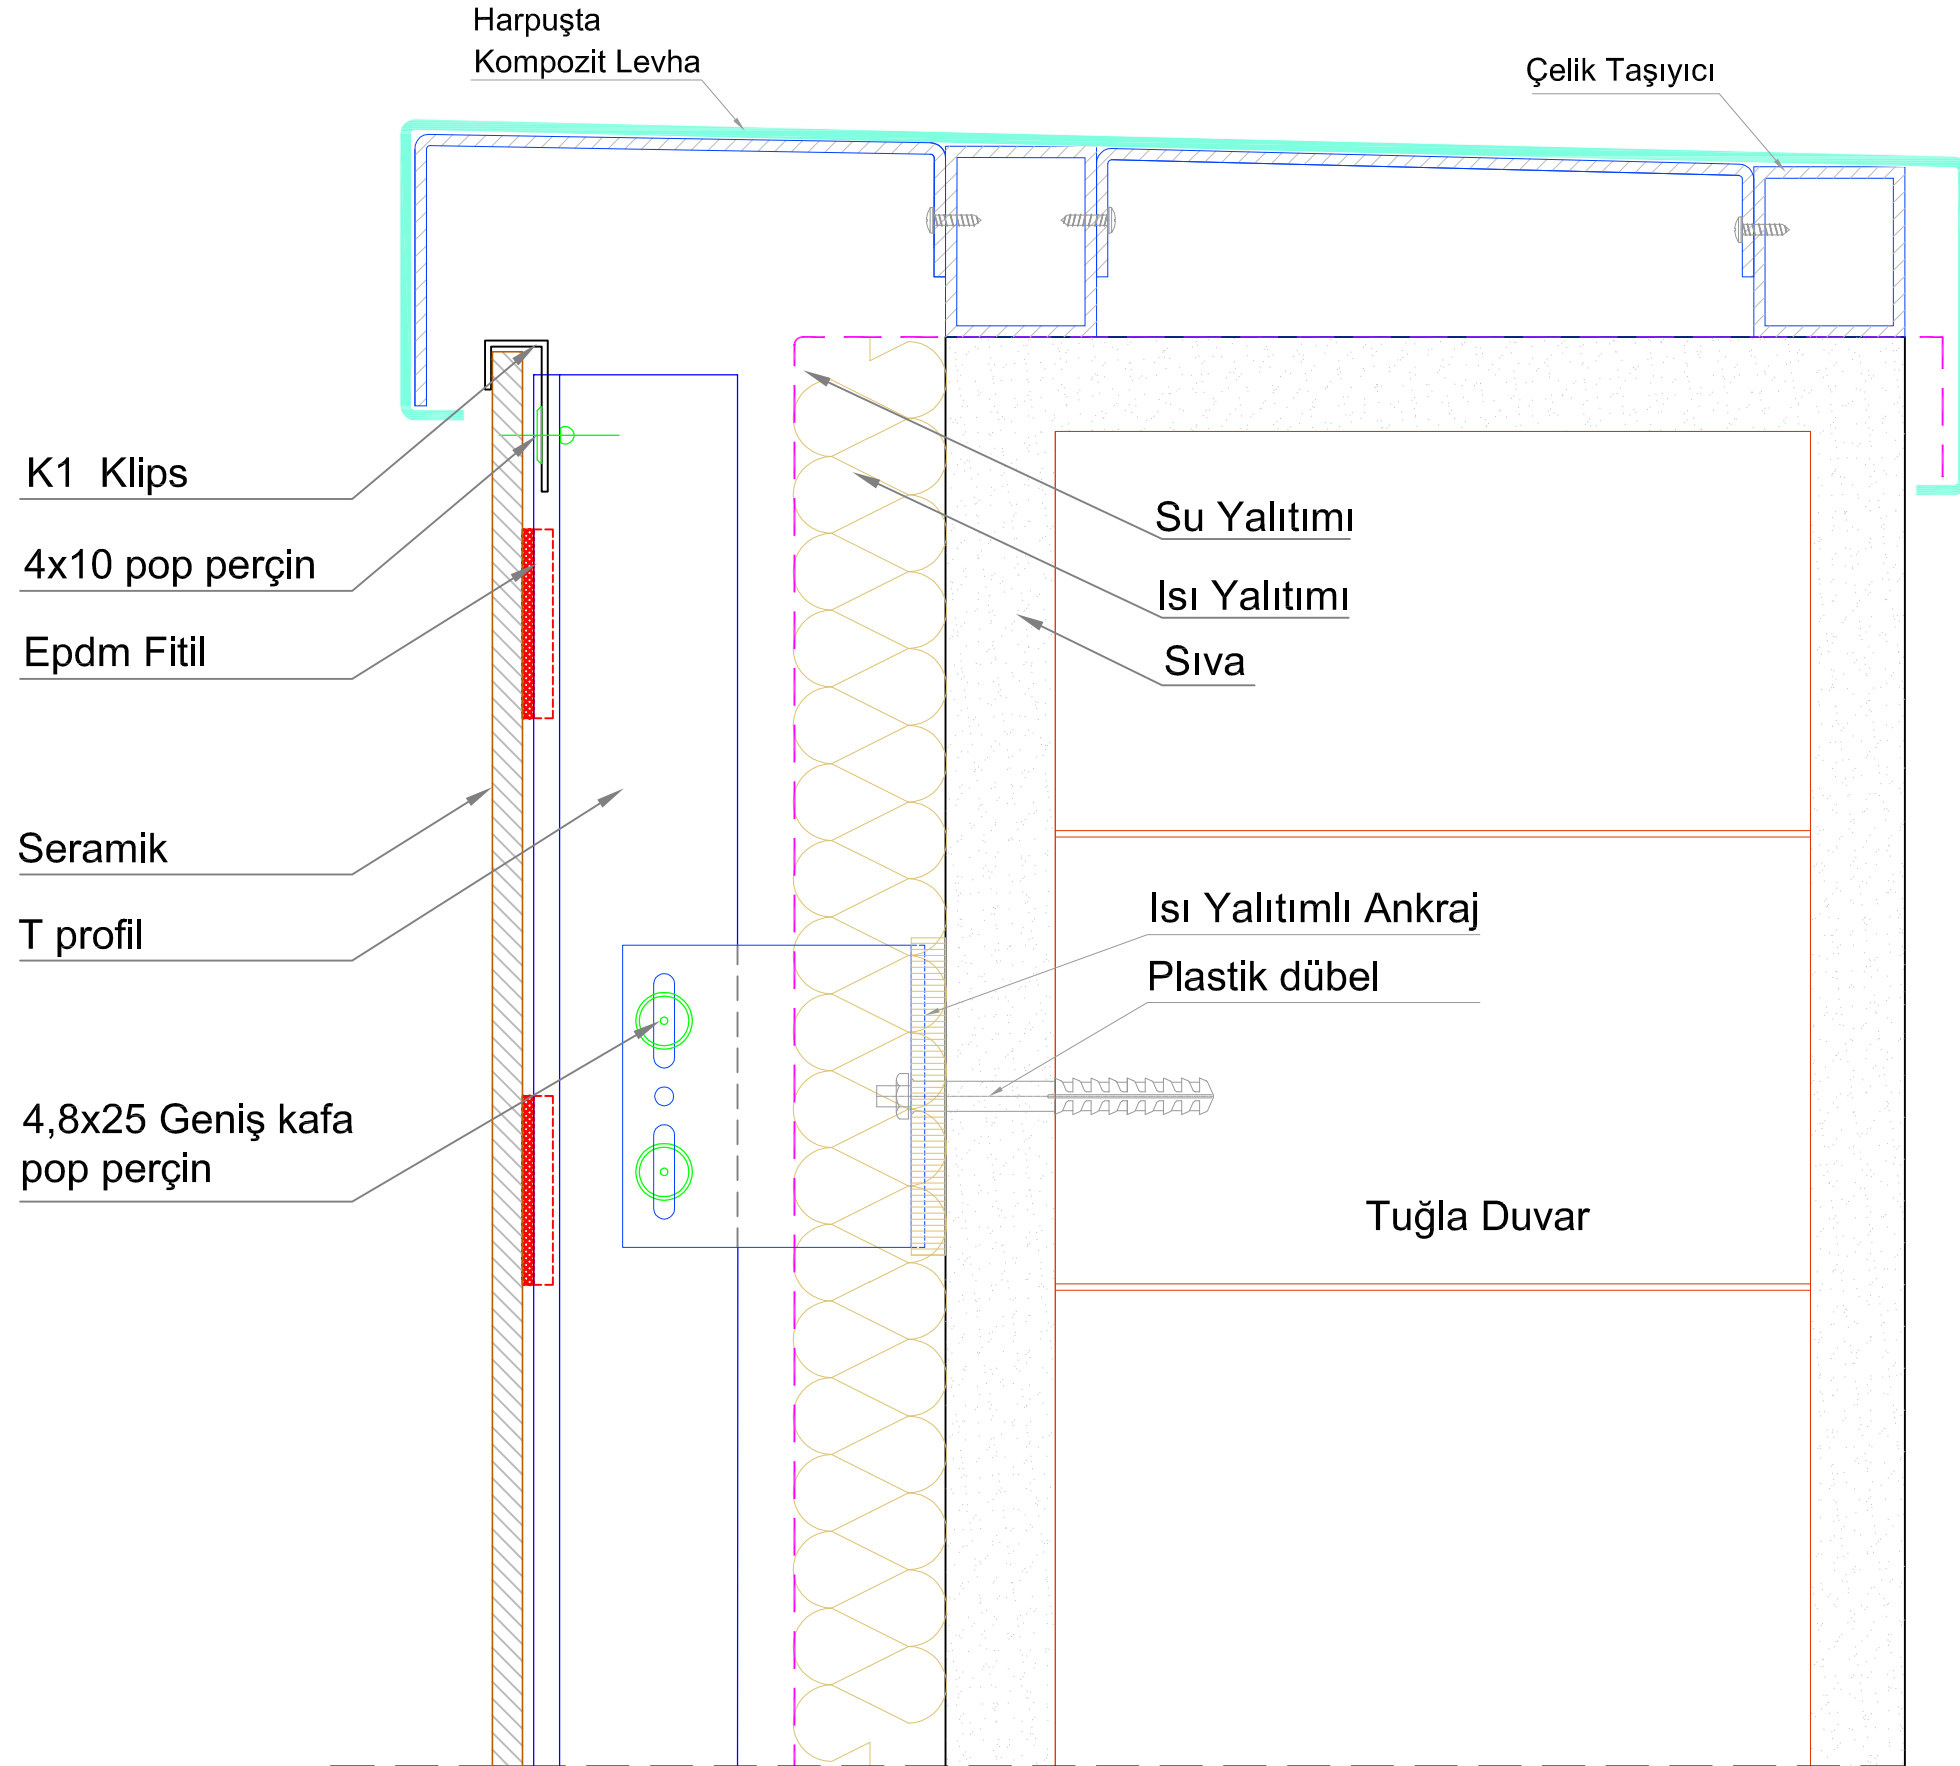 Harpuşta
Kompozit Levha
Çelik Taşıyıcı
K1  Klips
4x10 pop perçin
Epdm Fitil
Seramik
T profil
4,8x25 Geniş kafa
pop perçin
Su Yalıtımı
Isı Yalıtımı
Sıva
Isı Yalıtımlı Ankraj
Plastik dübel
Tuğla Duvar